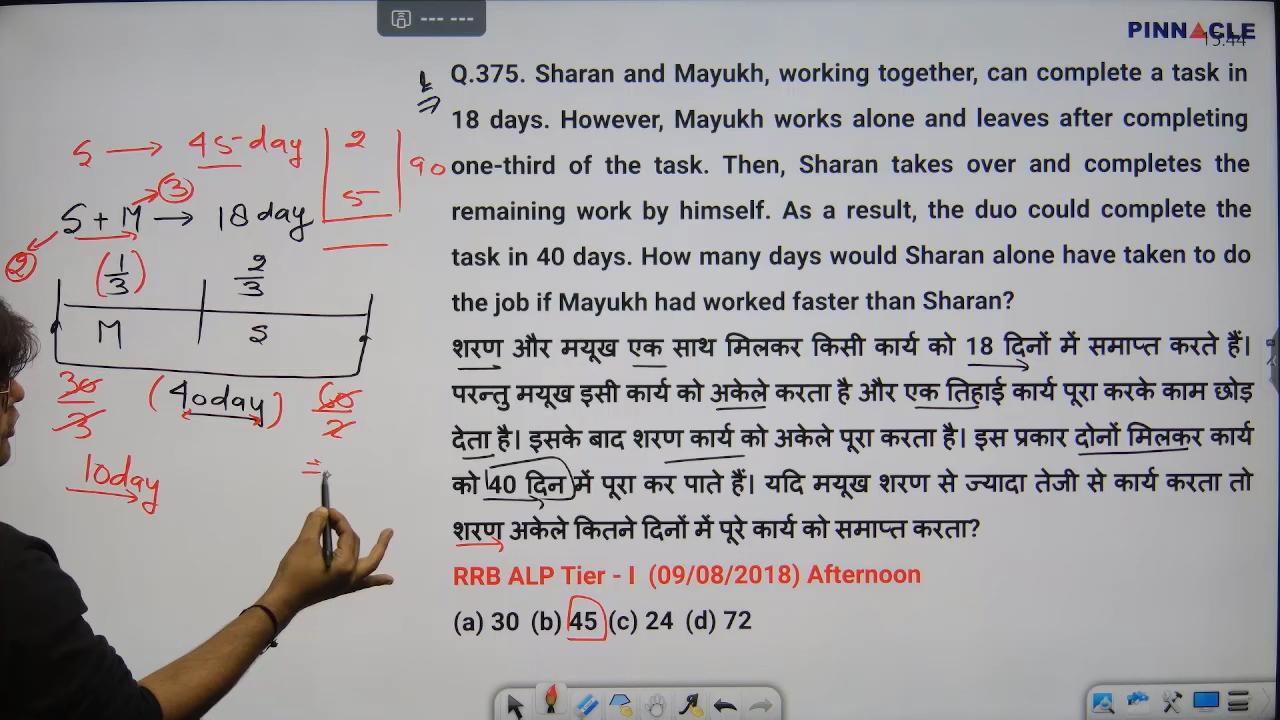 --- ---
PINNACLE
15:44
Q.375. Sharan and Mayukh, working together, can complete a task in
18 days. However, Mayukh works alone and leaves after completing
one-third of the task. Then, Sharan takes over and completes the
remaining work by himself. As a result, the duo could complete the
task in 40 days. How many days would Sharan alone have taken to do
the job if Mayukh had worked faster than Sharan?
शरण और मयूख एक साथ मिलकर किसी कार्य को 18 दिनों में समाप्त करते हैं।
परन्तु मयूख इसी कार्य को अकेले करता है और एक तिहाई कार्य पूरा करके काम छोड़
देता है। इसके बाद शरण कार्य को अकेले पूरा करता है। इस प्रकार दोनों मिलकर कार्य
को 40 दिन में पूरा कर पाते हैं। यदि मयूख शरण से ज्यादा तेजी से कार्य करता तो
शरण अकेले कितने दिनों में पूरे कार्य को समाप्त करता?
RRB ALP Tier - I (09/08/2018) Afternoon
(a) 30 (b) 45 (c) 24 (d) 72
S → 45 day 2
90
3 5
S + M → 18 day
2
(1/3) 2/3
M S
30/3 (40day) 60/2
10day =